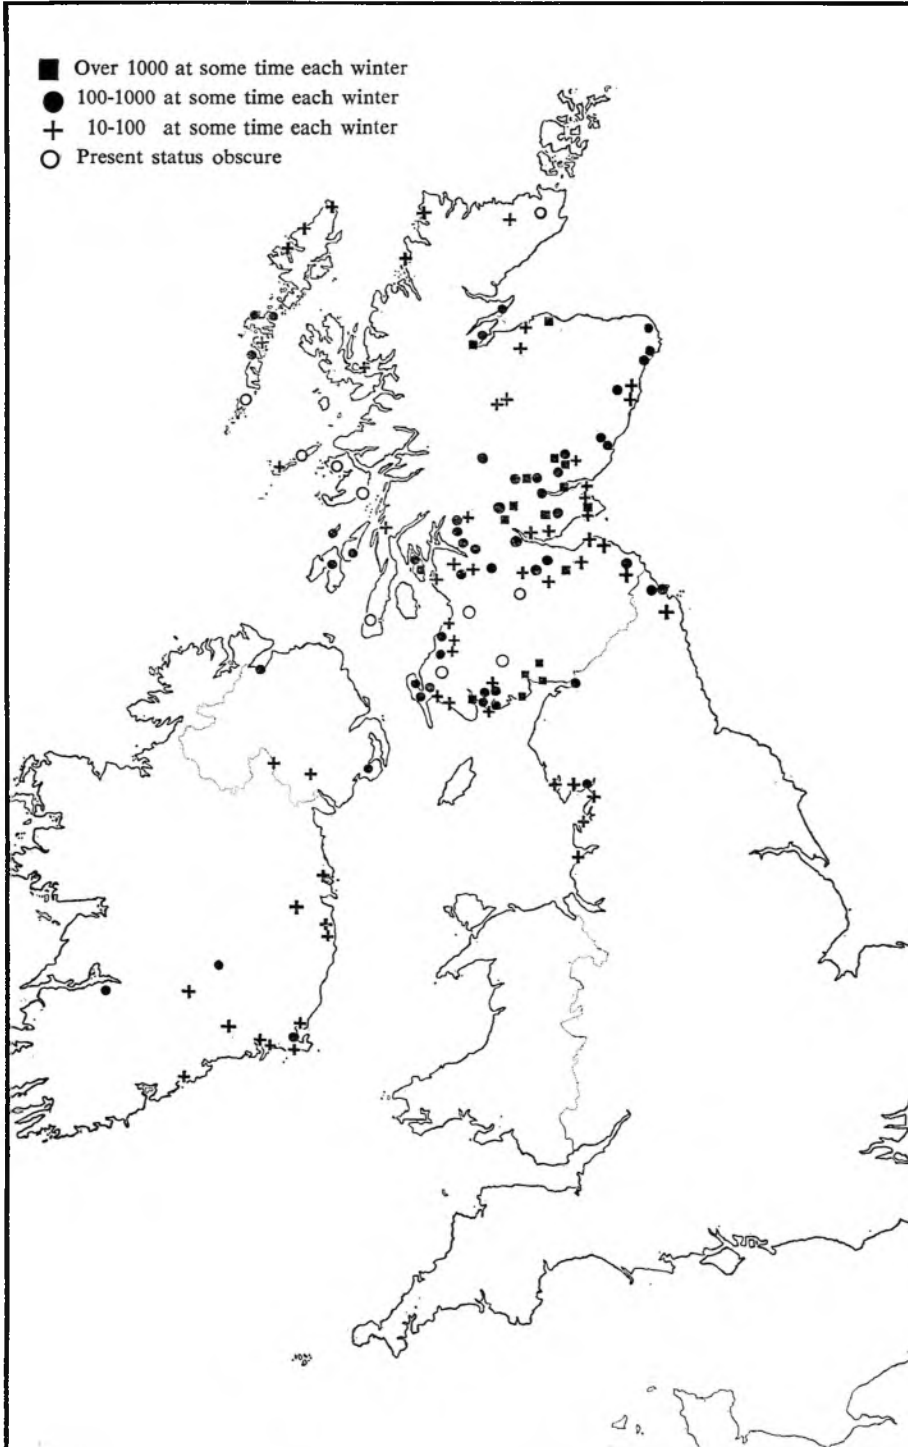 Over 1000 at some time each winter
100-1000 at some time each winter
10-100 at some time each winter
Present status obscure